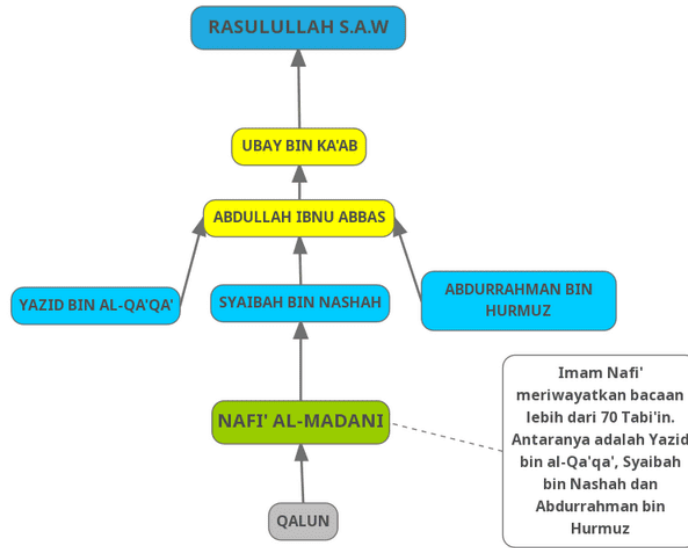 RASULULLAH S.A.W
UBAY BIN KA'AB
ABDULLAH IBNU ABBAS
YAZID BIN AL-QA'QA'
SYAIBAH BIN NASHAH
ABDURRAHMAN BIN
HURMUZ
NAFI' AL-MADANI
Imam Nafi'
meriwayatkan bacaan
lebih dari 70 Tabi'in.
Antaranya adalah Yazid
bin al-Qa'qa', Syaibah
bin Nashah dan
Abdurrahman bin
Hurmuz
QALUN